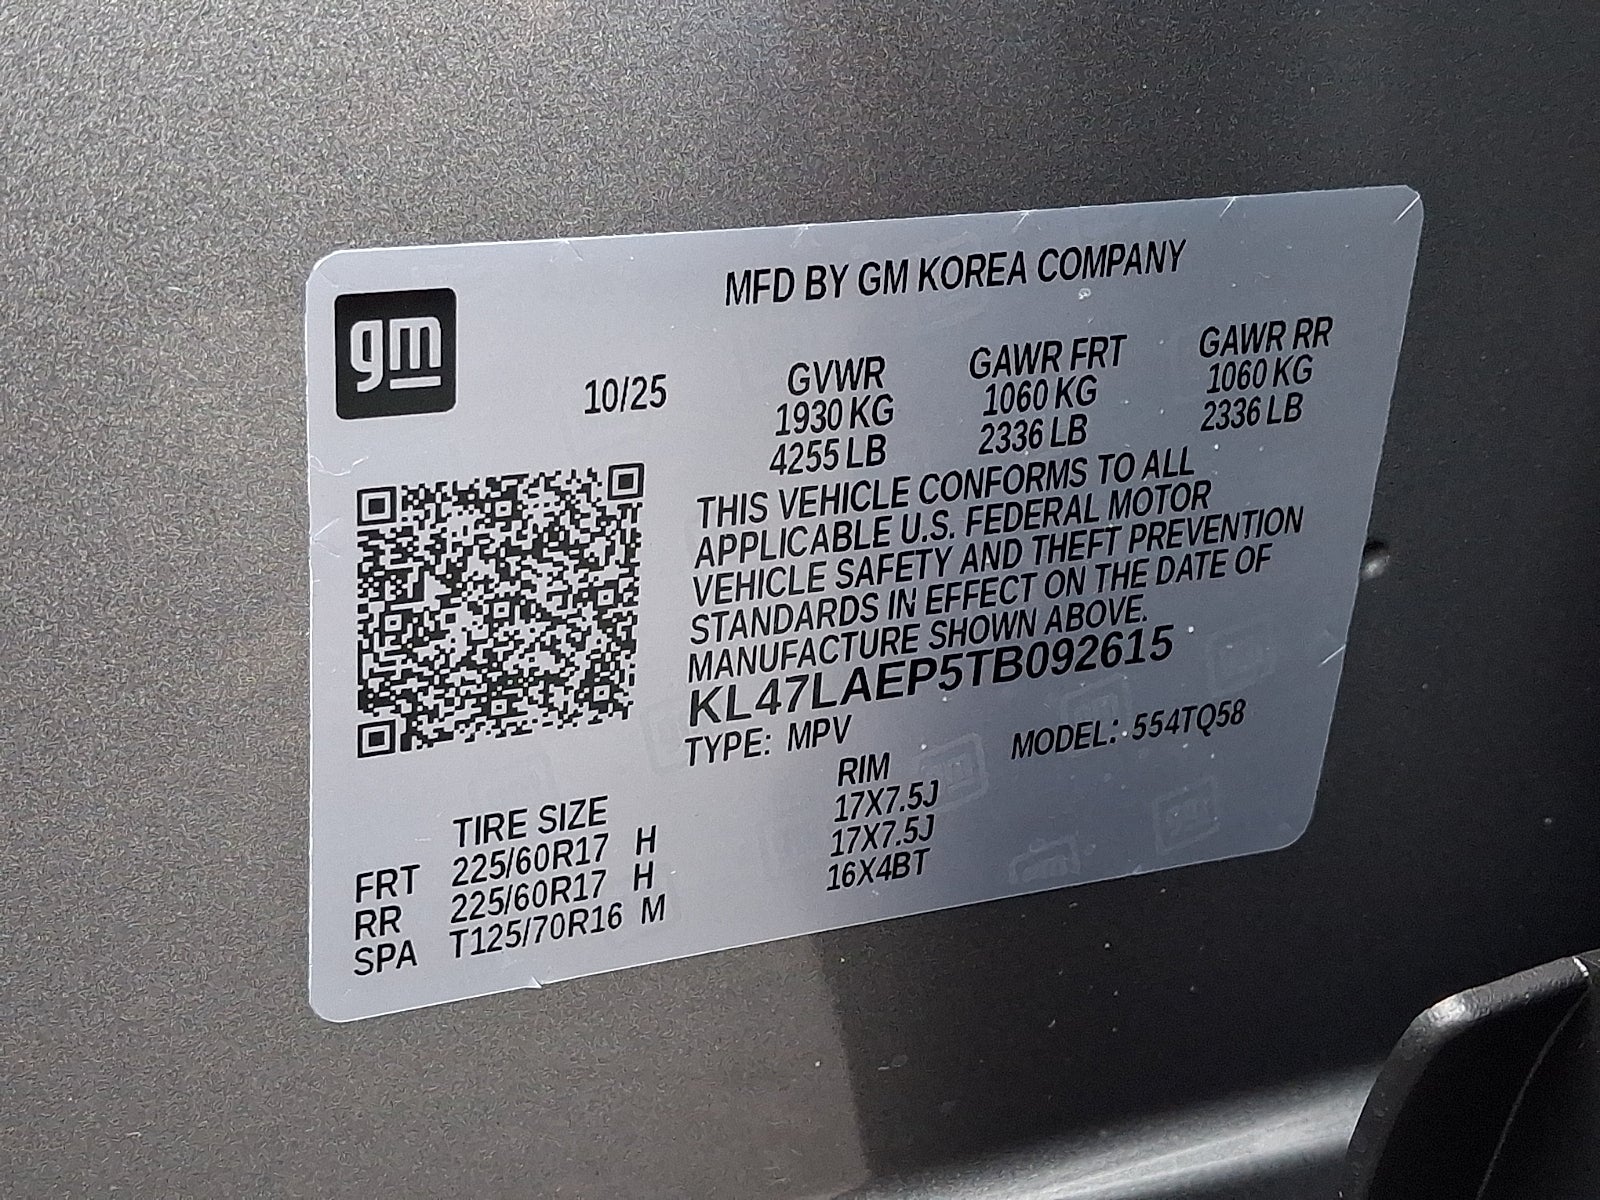 MFD BY GM KOREA COMPANY
gm
10/25
GVWR GAWR FRT GAWR RR
1930 KG 1060 KG 1060 KG
4255 LB 2336 LB 2336 LB
THIS VEHICLE CONFORMS TO ALL
APPLICABLE U.S. FEDERAL MOTOR
VEHICLE SAFETY AND THEFT PREVENTION
STANDARDS IN EFFECT ON THE DATE OF
MANUFACTURE SHOWN ABOVE.
KL47LAEP5TB092615
TYPE: MPV MODEL: 554TQ58
TIRE SIZE RIM
FRT 225/60R17 H 17X7.5J
RR 225/60R17 H 17X7.5J
SPA T125/70R16 M 16X4BT